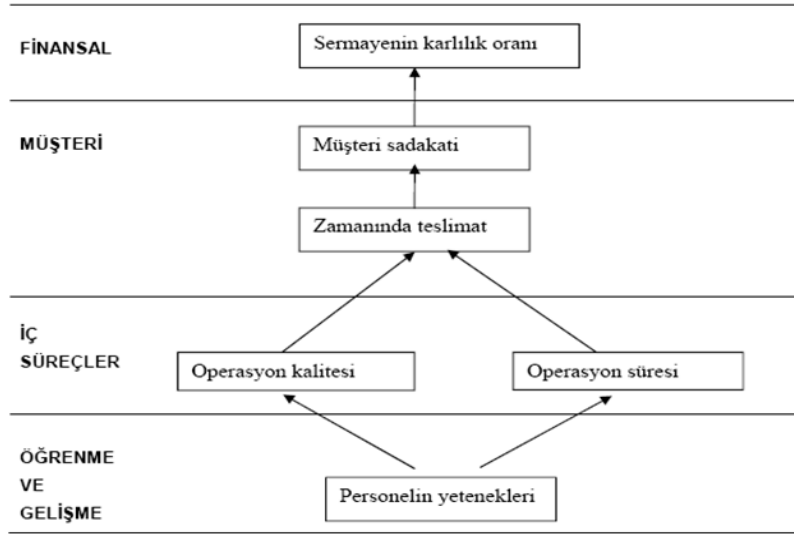 FİNANSAL
Sermayenin karlılık oranı
MÜŞTERİ
Müşteri sadakati
Zamanında teslimat
İÇ
SÜREÇLER
Operasyon kalitesi
Operasyon süresi
ÖĞRENME
VE
GELİŞME
Personelin yetenekleri